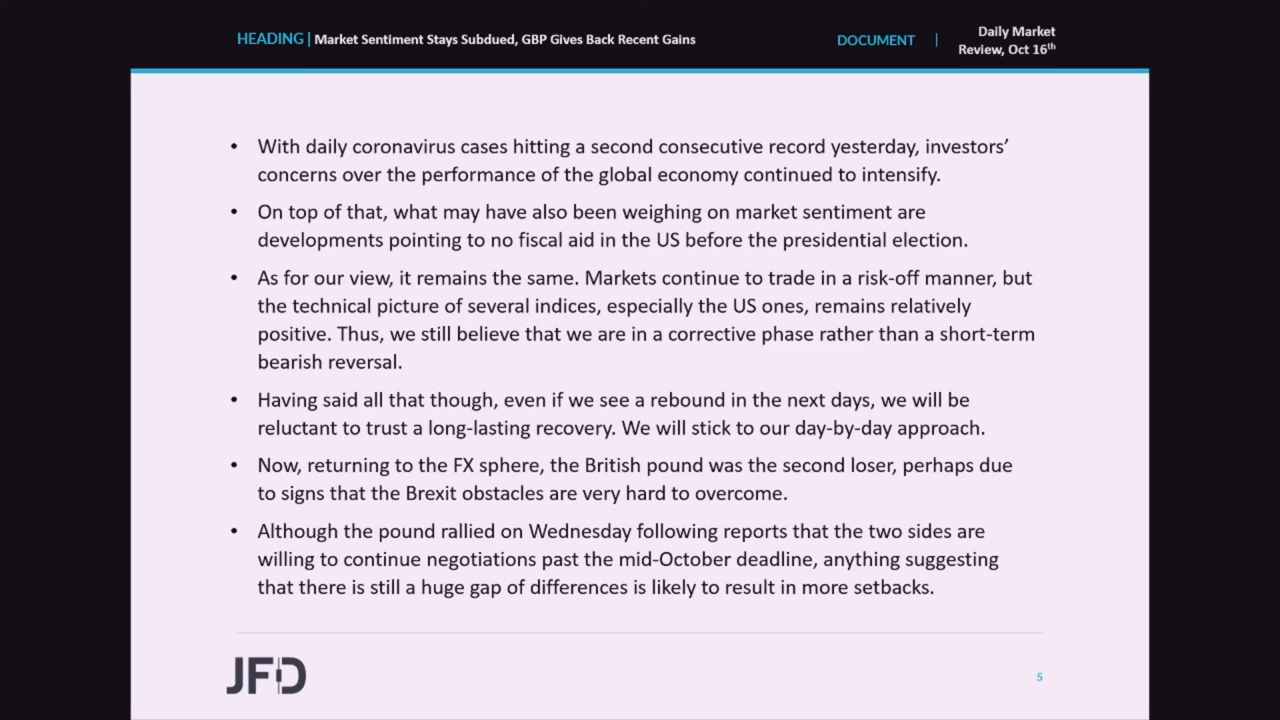 HEADING | Market Sentiment Stays Subdued, GBP Gives Back Recent Gains
DOCUMENT |
Daily Market
Review, Oct 16th
• With daily coronavirus cases hitting a second consecutive record yesterday, investors’
concerns over the performance of the global economy continued to intensify.
• On top of that, what may have also been weighing on market sentiment are
developments pointing to no fiscal aid in the US before the presidential election.
• As for our view, it remains the same. Markets continue to trade in a risk-off manner, but
the technical picture of several indices, especially the US ones, remains relatively
positive. Thus, we still believe that we are in a corrective phase rather than a short-term
bearish reversal.
• Having said all that though, even if we see a rebound in the next days, we will be
reluctant to trust a long-lasting recovery. We will stick to our day-by-day approach.
• Now, returning to the FX sphere, the British pound was the second loser, perhaps due
to signs that the Brexit obstacles are very hard to overcome.
• Although the pound rallied on Wednesday following reports that the two sides are
willing to continue negotiations past the mid-October deadline, anything suggesting
that there is still a huge gap of differences is likely to result in more setbacks.
JFD
5